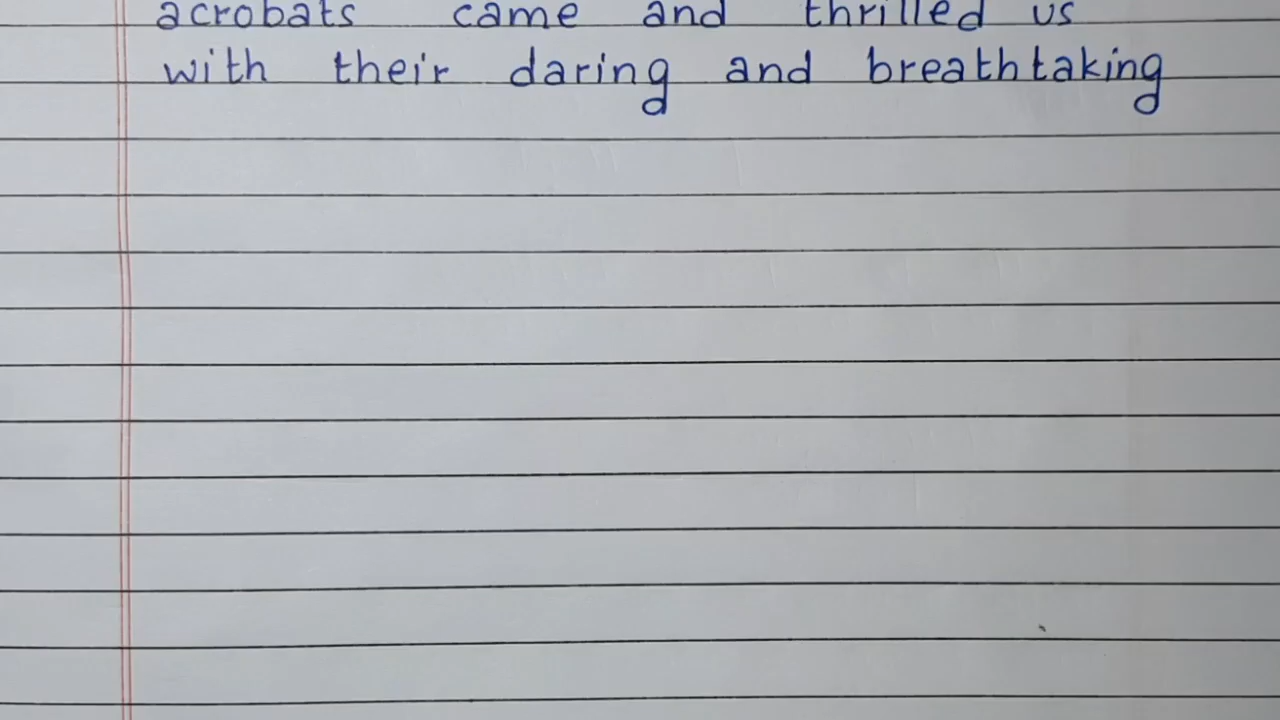 acrobats came and thrilled us
with their daring and breathtaking